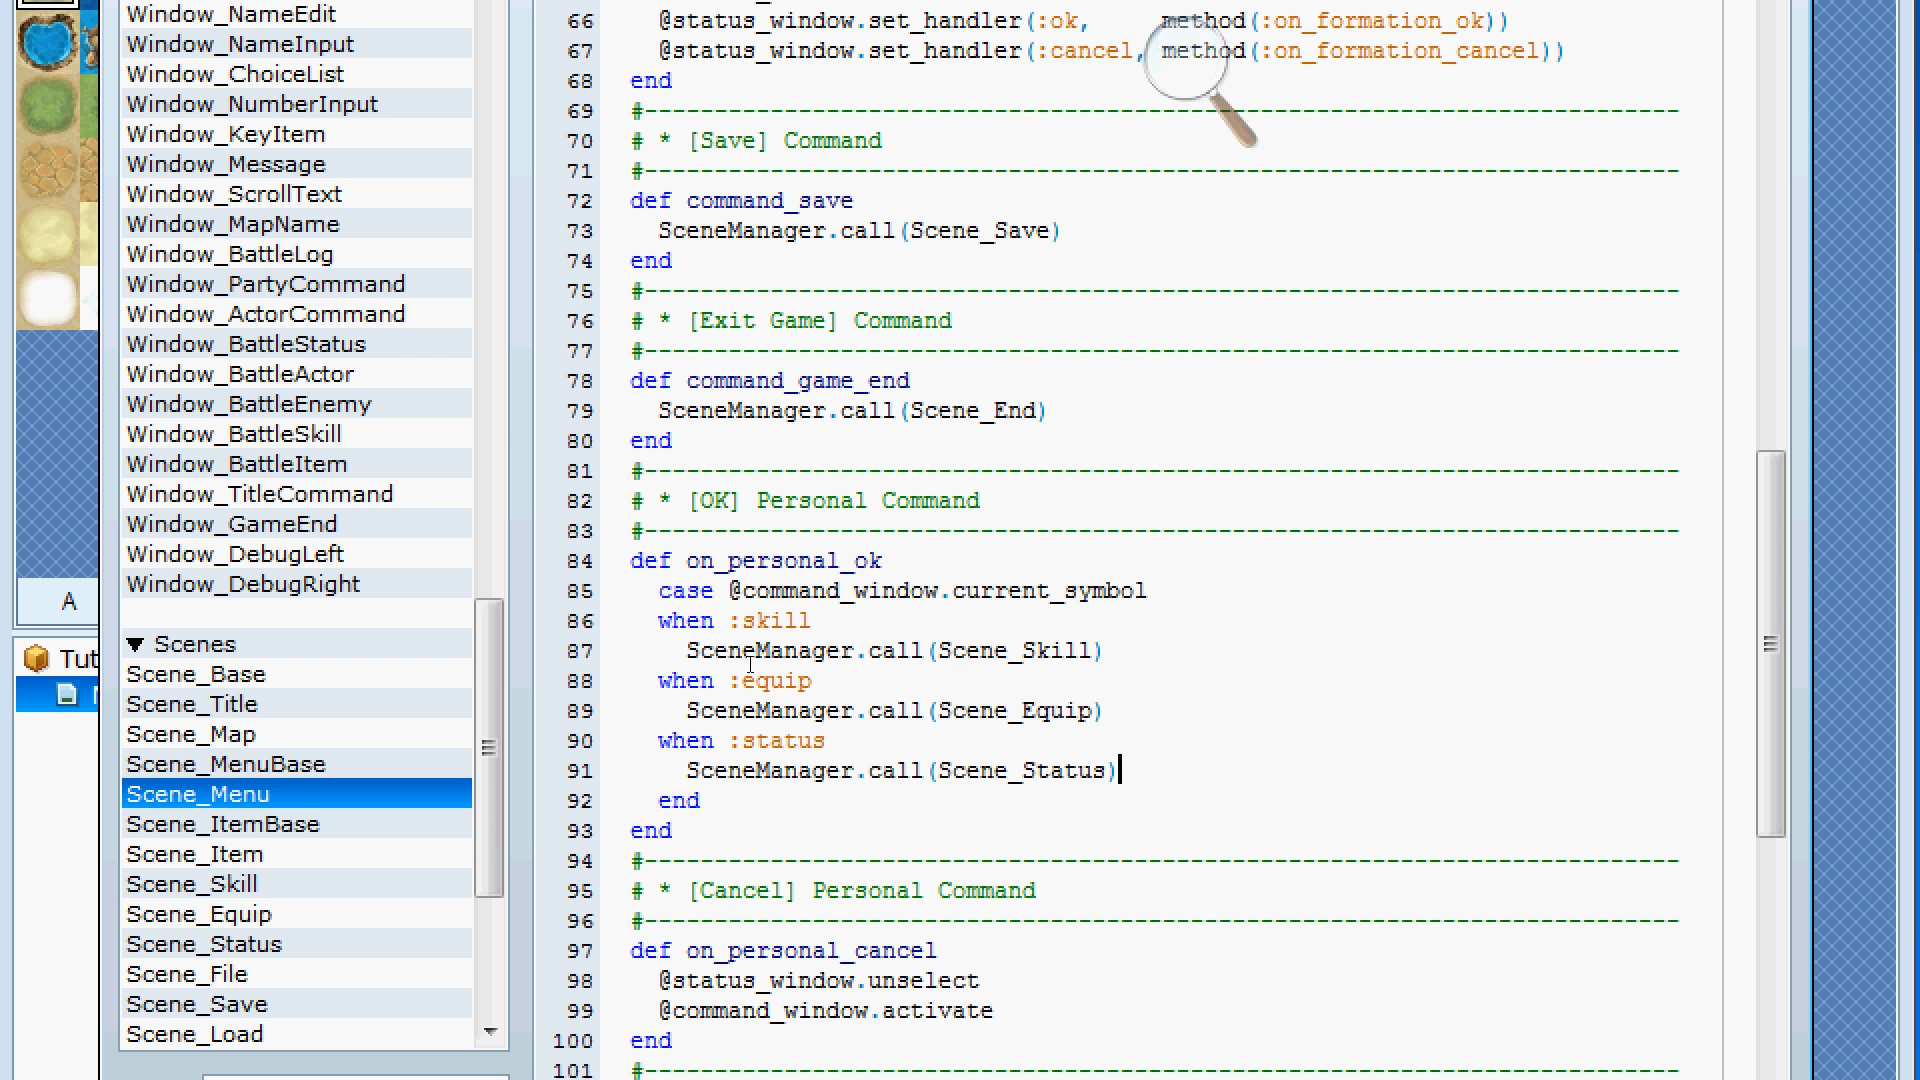 Window_NameEdit
Window_NameInput
Window_ChoiceList
Window_NumberInput
Window_KeyItem
Window_Message
Window_ScrollText
Window_MapName
Window_BattleLog
Window_PartyCommand
Window_ActorCommand
Window_BattleStatus
Window_BattleActor
Window_BattleEnemy
Window_BattleSkill
Window_BattleItem
Window_TitleCommand
Window_GameEnd
Window_DebugLeft
Window_DebugRight
▼ Scenes
Scene_Base
Scene_Title
Scene_Map
Scene_MenuBase
Scene_Menu
Scene_ItemBase
Scene_Item
Scene_Skill
Scene_Equip
Scene_Status
Scene_File
Scene_Save
Scene_Load
A
Tut
66 @status_window.set_handler(:ok,     method(:on_formation_ok))
67 @status_window.set_handler(:cancel, method(:on_formation_cancel))
68 end
69 #--------------------------------------------------------------------------
70 # * [Save] Command
71 #--------------------------------------------------------------------------
72 def command_save
73 SceneManager.call(Scene_Save)
74 end
75 #--------------------------------------------------------------------------
76 # * [Exit Game] Command
77 #--------------------------------------------------------------------------
78 def command_game_end
79 SceneManager.call(Scene_End)
80 end
81 #--------------------------------------------------------------------------
82 # * [OK] Personal Command
83 #--------------------------------------------------------------------------
84 def on_personal_ok
85 case @command_window.current_symbol
86 when :skill
87 SceneManager.call(Scene_Skill)
88 when :equip
89 SceneManager.call(Scene_Equip)
90 when :status
91 SceneManager.call(Scene_Status)
92 end
93 end
94 #--------------------------------------------------------------------------
95 # * [Cancel] Personal Command
96 #--------------------------------------------------------------------------
97 def on_personal_cancel
98 @status_window.unselect
99 @command_window.activate
100 end
101 #--------------------------------------------------------------------------